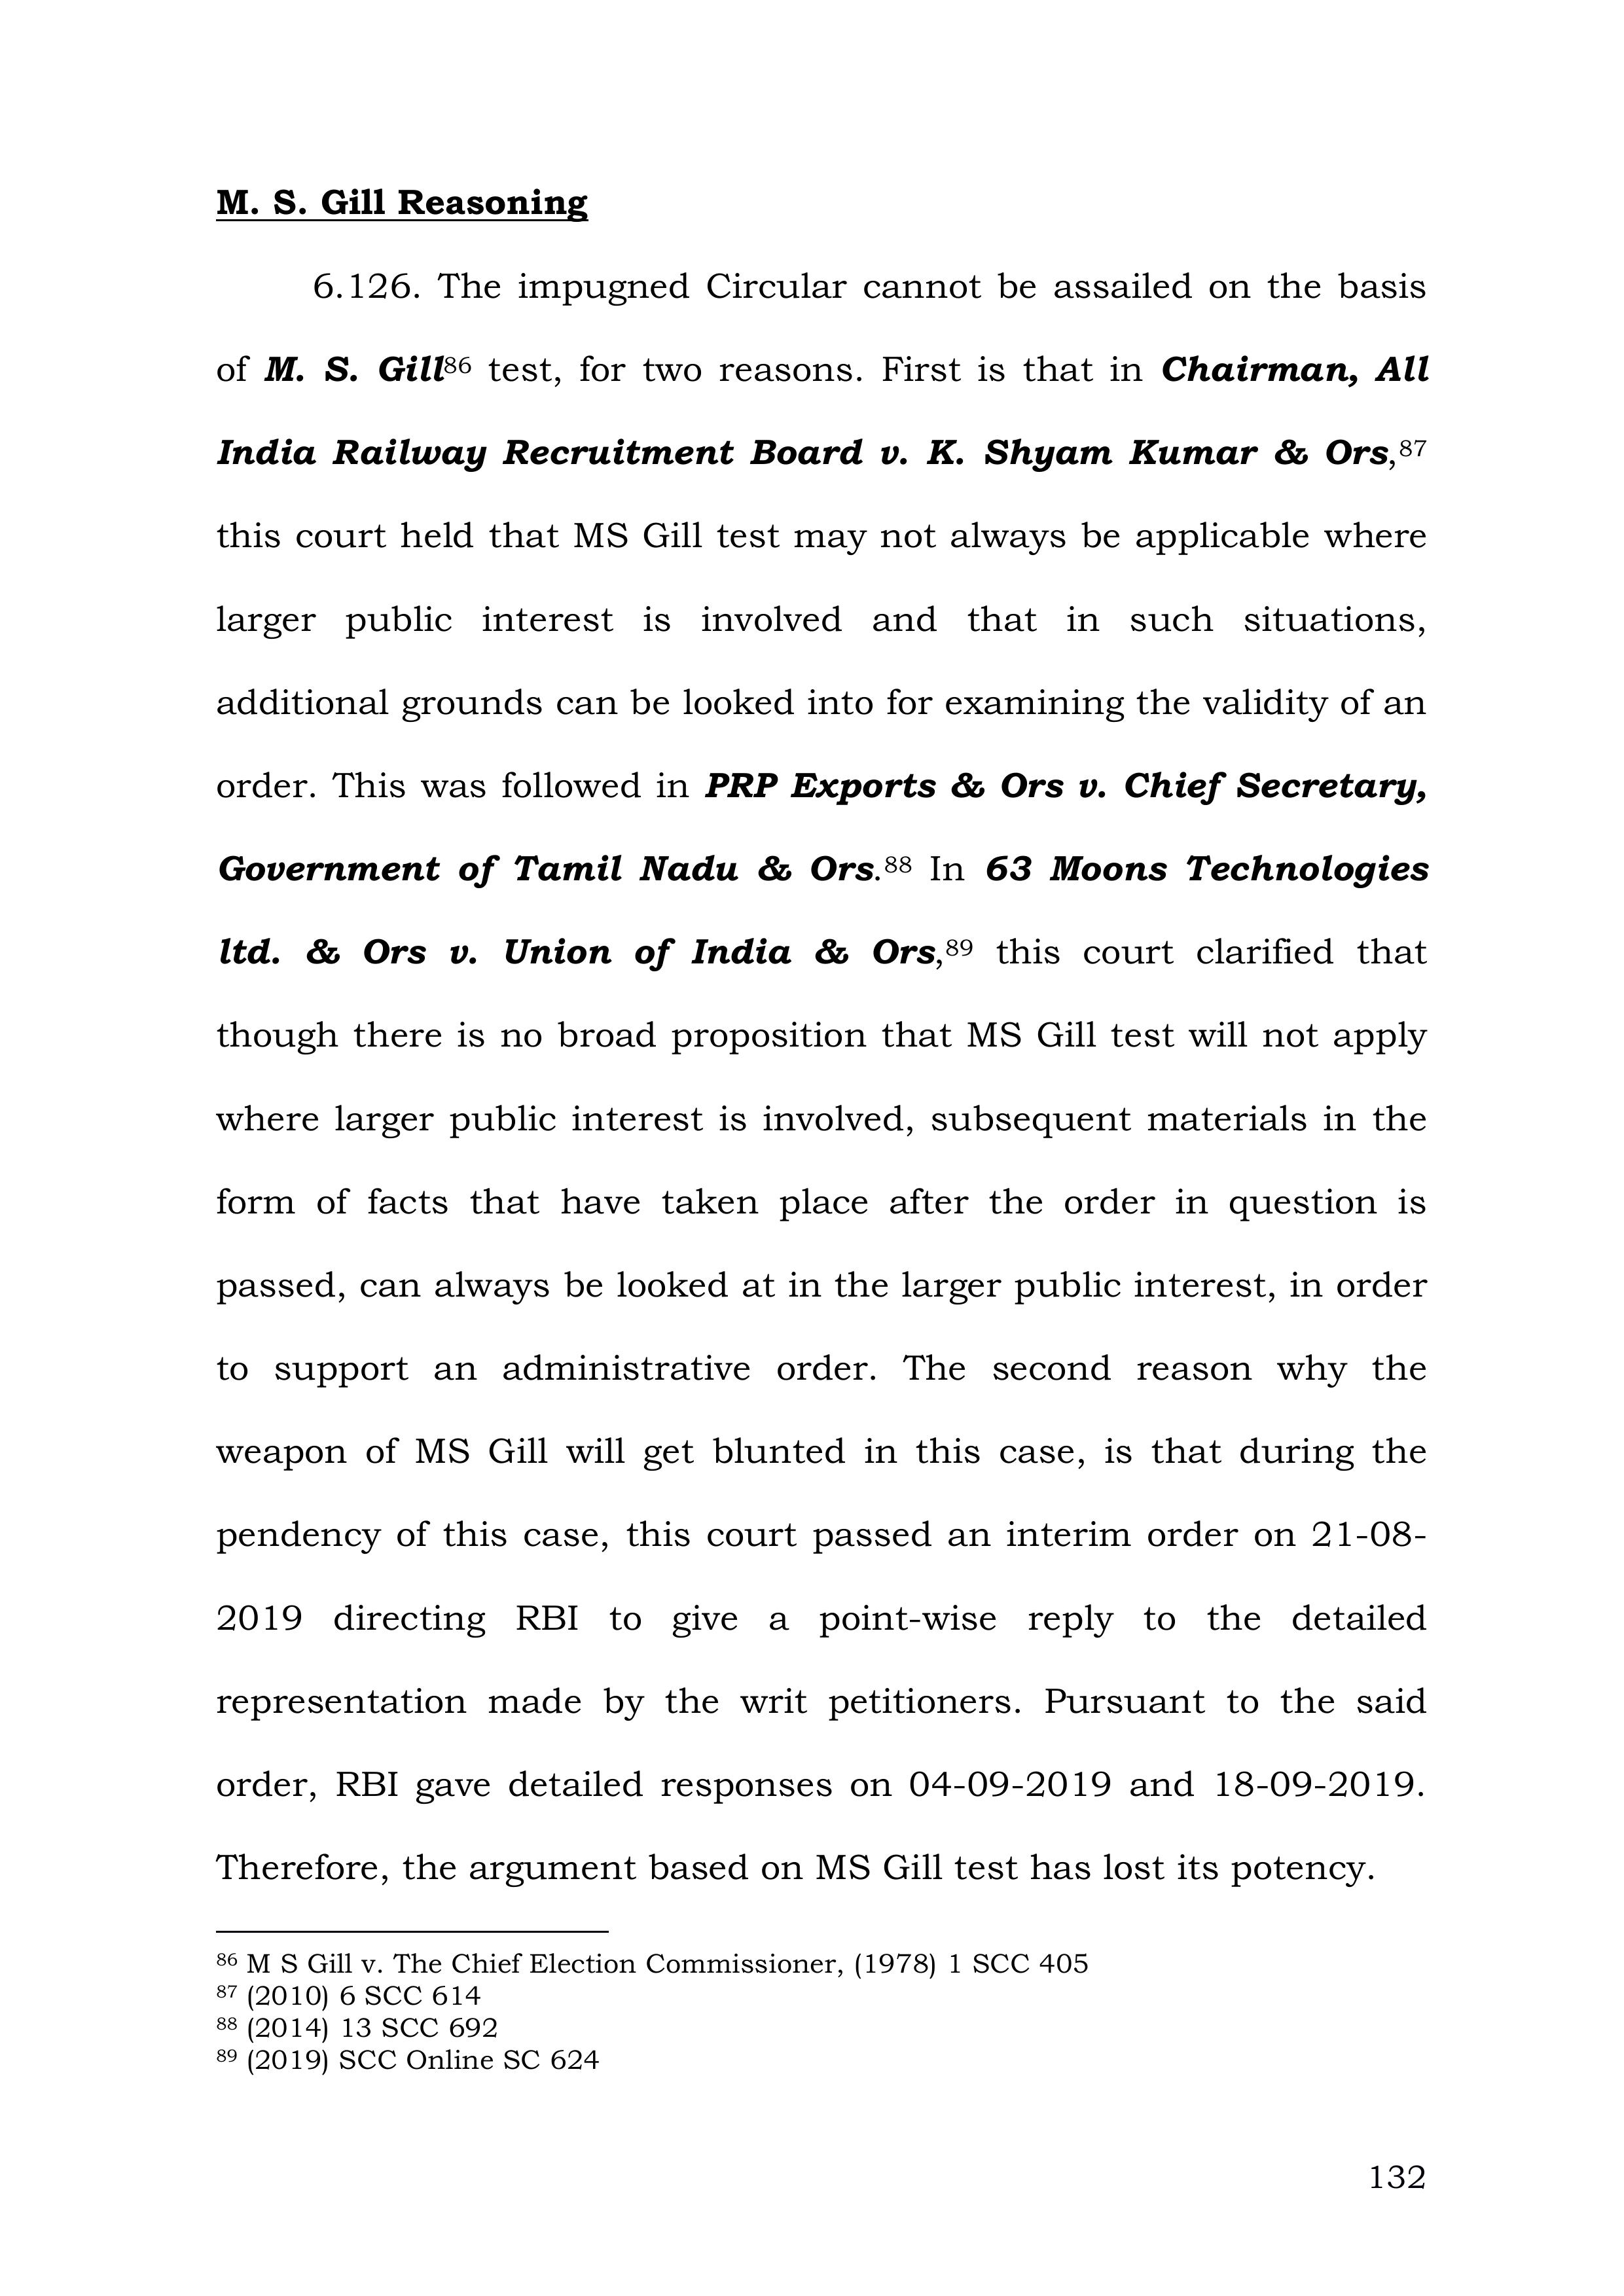 M. S. Gill Reasoning
6.126. The impugned Circular cannot be assailed on the basis
of M. S. Gill86 test, for two reasons. First is that in Chairman, All
India Railway Recruitment Board v. K. Shyam Kumar & Ors,87
this court held that MS Gill test may not always be applicable where
larger public interest is involved and that in such situations,
additional grounds can be looked into for examining the validity of an
order. This was followed in PRP Exports & Ors v. Chief Secretary,
Government of Tamil Nadu & Ors.88 In 63 Moons Technologies
ltd. & Ors v. Union of India & Ors,89 this court clarified that
though there is no broad proposition that MS Gill test will not apply
where larger public interest is involved, subsequent materials in the
form of facts that have taken place after the order in question is
passed, can always be looked at in the larger public interest, in order
to support an administrative order. The second reason why the
weapon of MS Gill will get blunted in this case, is that during the
pendency of this case, this court passed an interim order on 21-08-
2019 directing RBI to give a point-wise reply to the detailed
representation made by the writ petitioners. Pursuant to the said
order, RBI gave detailed responses on 04-09-2019 and 18-09-2019.
Therefore, the argument based on MS Gill test has lost its potency.
86 M S Gill v. The Chief Election Commissioner, (1978) 1 SCC 405
87 (2010) 6 SCC 614
88 (2014) 13 SCC 692
89 (2019) SCC Online SC 624
132